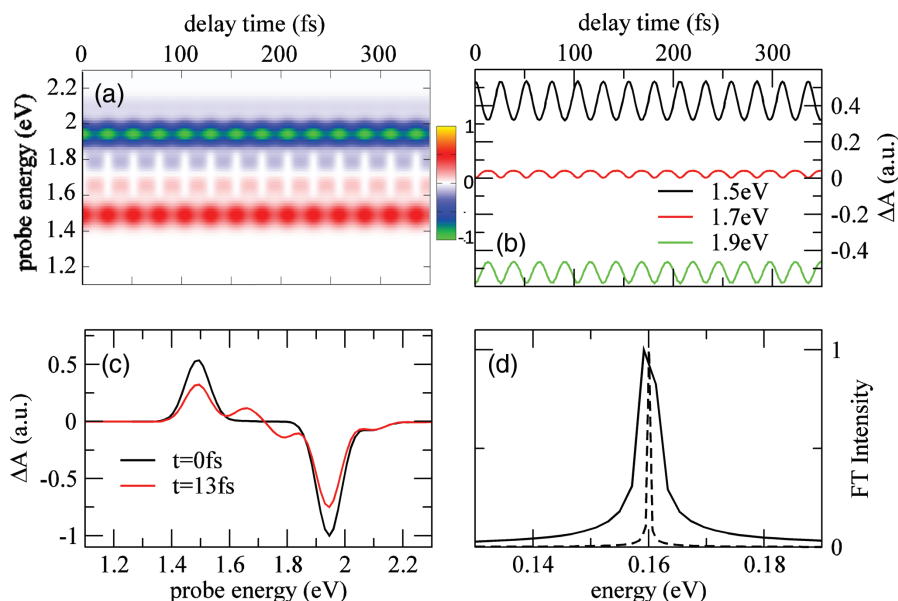 delay time (fs)
0 100 200 300
(a)
probe energy (eV)
2.2
2
1.8
1.6
1.4
1.2
1
0
-1
delay time (fs)
0 100 200 300
0.4
0.2
0
-0.2
-0.4
ΔA (a.u.)
1.5eV
1.7eV
1.9eV
(b)
(c)
0.5
0
-0.5
-1
ΔA (a.u.)
t=0fs
t=13fs
1.2 1.4 1.6 1.8 2 2.2
probe energy (eV)
(d)
1
0
FT Intensity
0.14 0.16 0.18
energy (eV)